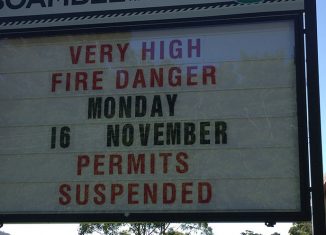 VERY HIGH
FIRE DANGER
MONDAY
16 NOVEMBER
PERMITS
SUSPENDED